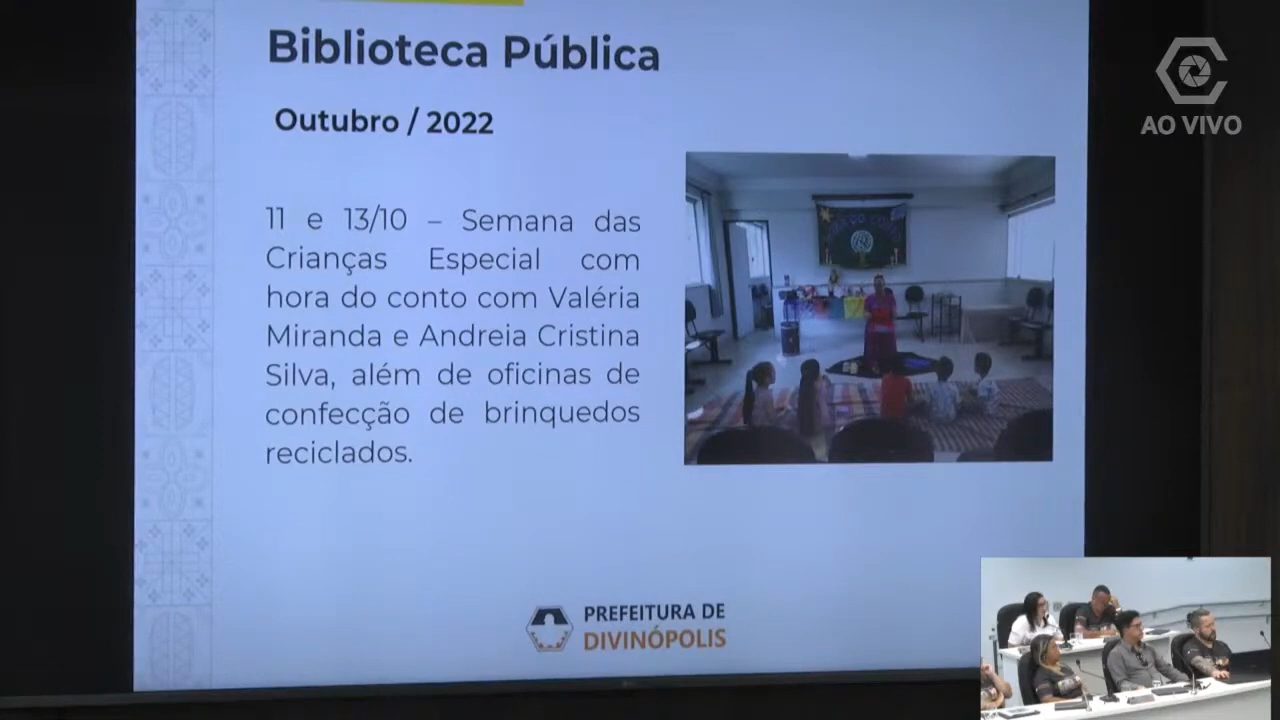 Biblioteca Pública
Outubro / 2022
11 e 13/10 – Semana das
Crianças Especial com
hora do conto com Valéria
Miranda e Andreia Cristina
Silva, além de oficinas de
confecção de brinquedos
reciclados.
PREFEITURA DE
DIVINÓPOLIS
AO VIVO